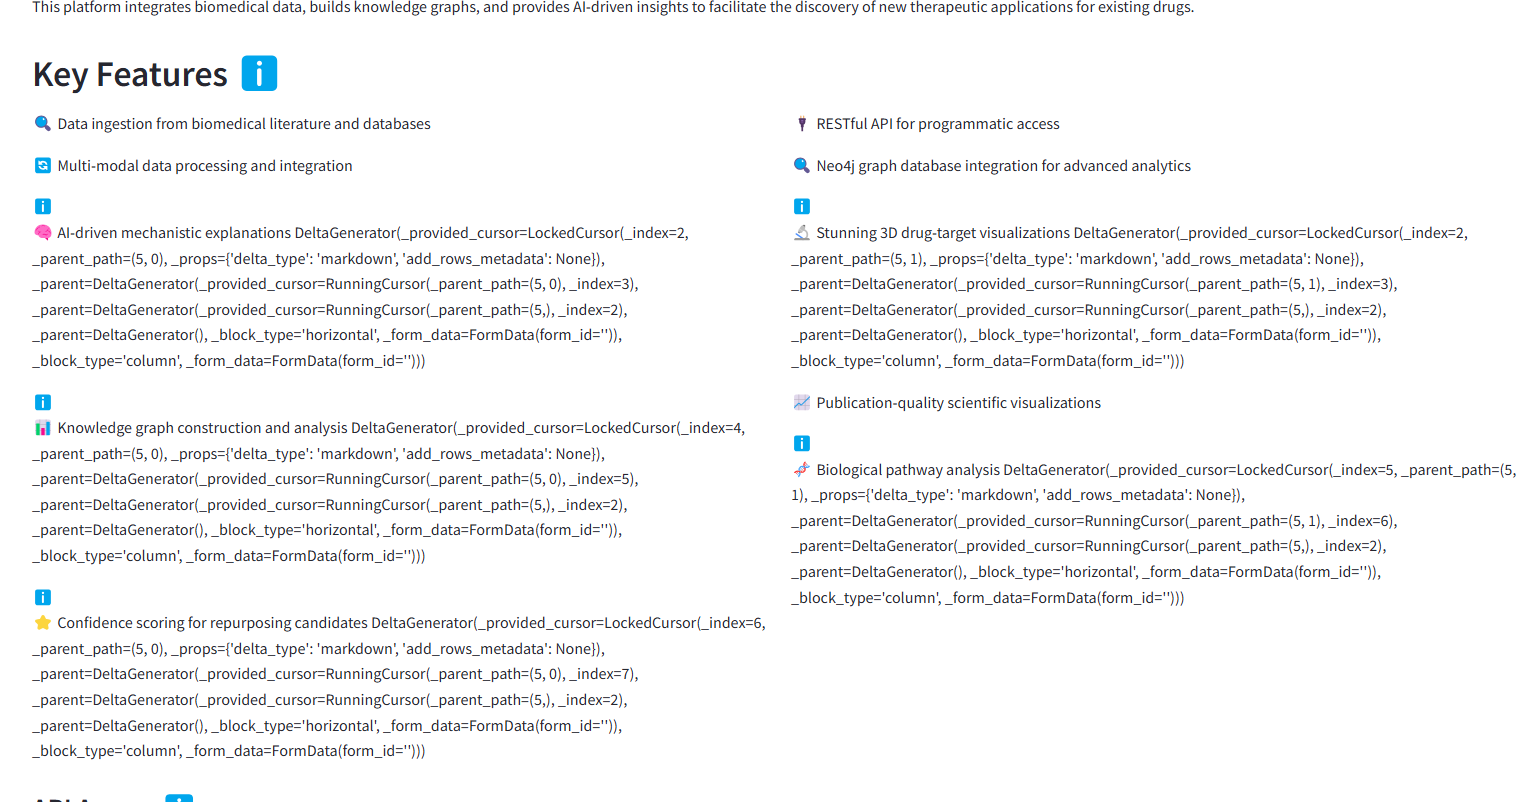 This platform integrates biomedical data, builds knowledge graphs, and provides AI-driven insights to facilitate the discovery of new therapeutic applications for existing drugs.
Key Features ℹ️
🔍 Data ingestion from biomedical literature and databases
🔄 Multi-modal data processing and integration
ℹ️
🧠 AI-driven mechanistic explanations DeltaGenerator(_provided_cursor=LockedCursor(_index=2,
_parent_path=(5, 0), _props={'delta_type': 'markdown', 'add_rows_metadata': None}),
_parent=DeltaGenerator(_provided_cursor=RunningCursor(_parent_path=(5, 0), _index=3),
_parent=DeltaGenerator(_provided_cursor=RunningCursor(_parent_path=(5,), _index=2),
_parent=DeltaGenerator(), _block_type='horizontal', _form_data=FormData(form_id='')),
_block_type='column', _form_data=FormData(form_id='')))
ℹ️
📊 Knowledge graph construction and analysis DeltaGenerator(_provided_cursor=LockedCursor(_index=4,
_parent_path=(5, 0), _props={'delta_type': 'markdown', 'add_rows_metadata': None}),
_parent=DeltaGenerator(_provided_cursor=RunningCursor(_parent_path=(5, 0), _index=5),
_parent=DeltaGenerator(_provided_cursor=RunningCursor(_parent_path=(5,), _index=2),
_parent=DeltaGenerator(), _block_type='horizontal', _form_data=FormData(form_id='')),
_block_type='column', _form_data=FormData(form_id='')))
ℹ️
⭐ Confidence scoring for repurposing candidates DeltaGenerator(_provided_cursor=LockedCursor(_index=6,
_parent_path=(5, 0), _props={'delta_type': 'markdown', 'add_rows_metadata': None}),
_parent=DeltaGenerator(_provided_cursor=RunningCursor(_parent_path=(5, 0), _index=7),
_parent=DeltaGenerator(_provided_cursor=RunningCursor(_parent_path=(5,), _index=2),
_parent=DeltaGenerator(), _block_type='horizontal', _form_data=FormData(form_id='')),
_block_type='column', _form_data=FormData(form_id='')))
🔌 RESTful API for programmatic access
🔍 Neo4j graph database integration for advanced analytics
ℹ️
🔬 Stunning 3D drug-target visualizations DeltaGenerator(_provided_cursor=LockedCursor(_index=2,
_parent_path=(5, 1), _props={'delta_type': 'markdown', 'add_rows_metadata': None}),
_parent=DeltaGenerator(_provided_cursor=RunningCursor(_parent_path=(5, 1), _index=3),
_parent=DeltaGenerator(_provided_cursor=RunningCursor(_parent_path=(5,), _index=2),
_parent=DeltaGenerator(), _block_type='horizontal', _form_data=FormData(form_id='')),
_block_type='column', _form_data=FormData(form_id='')))
📈 Publication-quality scientific visualizations
ℹ️
🧬 Biological pathway analysis DeltaGenerator(_provided_cursor=LockedCursor(_index=5, _parent_path=(5,
1), _props={'delta_type': 'markdown', 'add_rows_metadata': None}),
_parent=DeltaGenerator(_provided_cursor=RunningCursor(_parent_path=(5, 1), _index=6),
_parent=DeltaGenerator(_provided_cursor=RunningCursor(_parent_path=(5,), _index=2),
_parent=DeltaGenerator(), _block_type='horizontal', _form_data=FormData(form_id='')),
_block_type='column', _form_data=FormData(form_id='')))